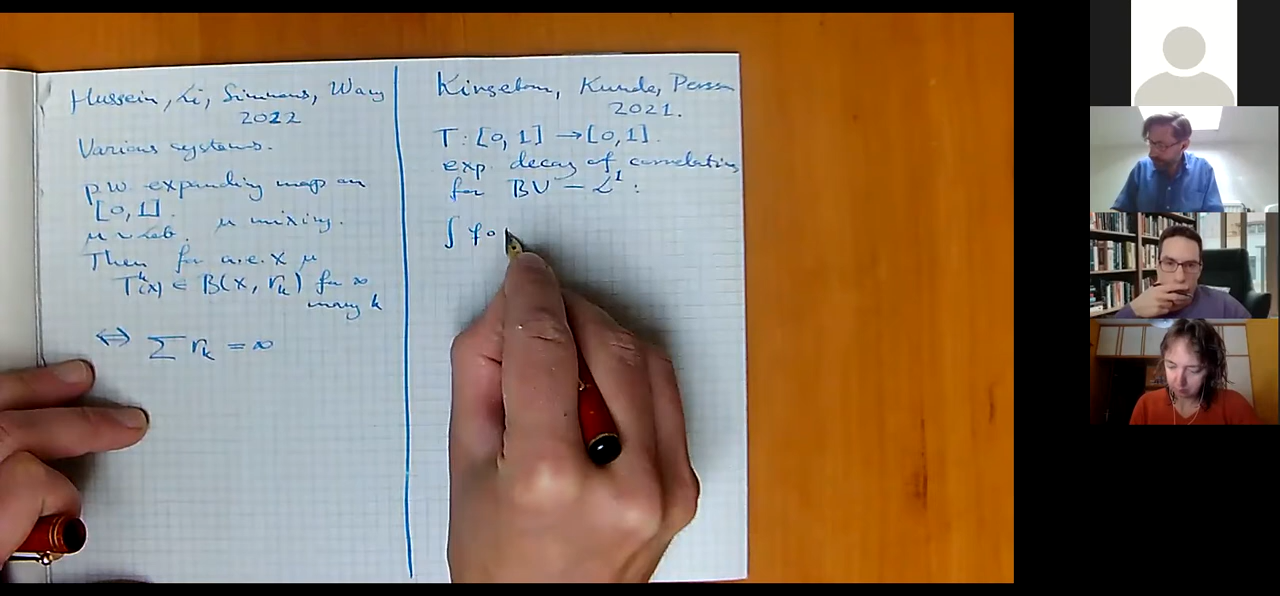 Hussein, Li, Simmons, Wang
2022
Various systems.
p.w. expanding map on
[0,1].
μ mixing.
μ ~ Leb.
Then for a.e. x μ
T^k(x) ∈ B(x, r_k) for ∞
many k
⇔ Σ r_k = ∞
Kirsebom, Kunde, Persson
2021.
T: [0,1] → [0,1].
exp. decay of correlation
for BV - L^1:
∫ f∘